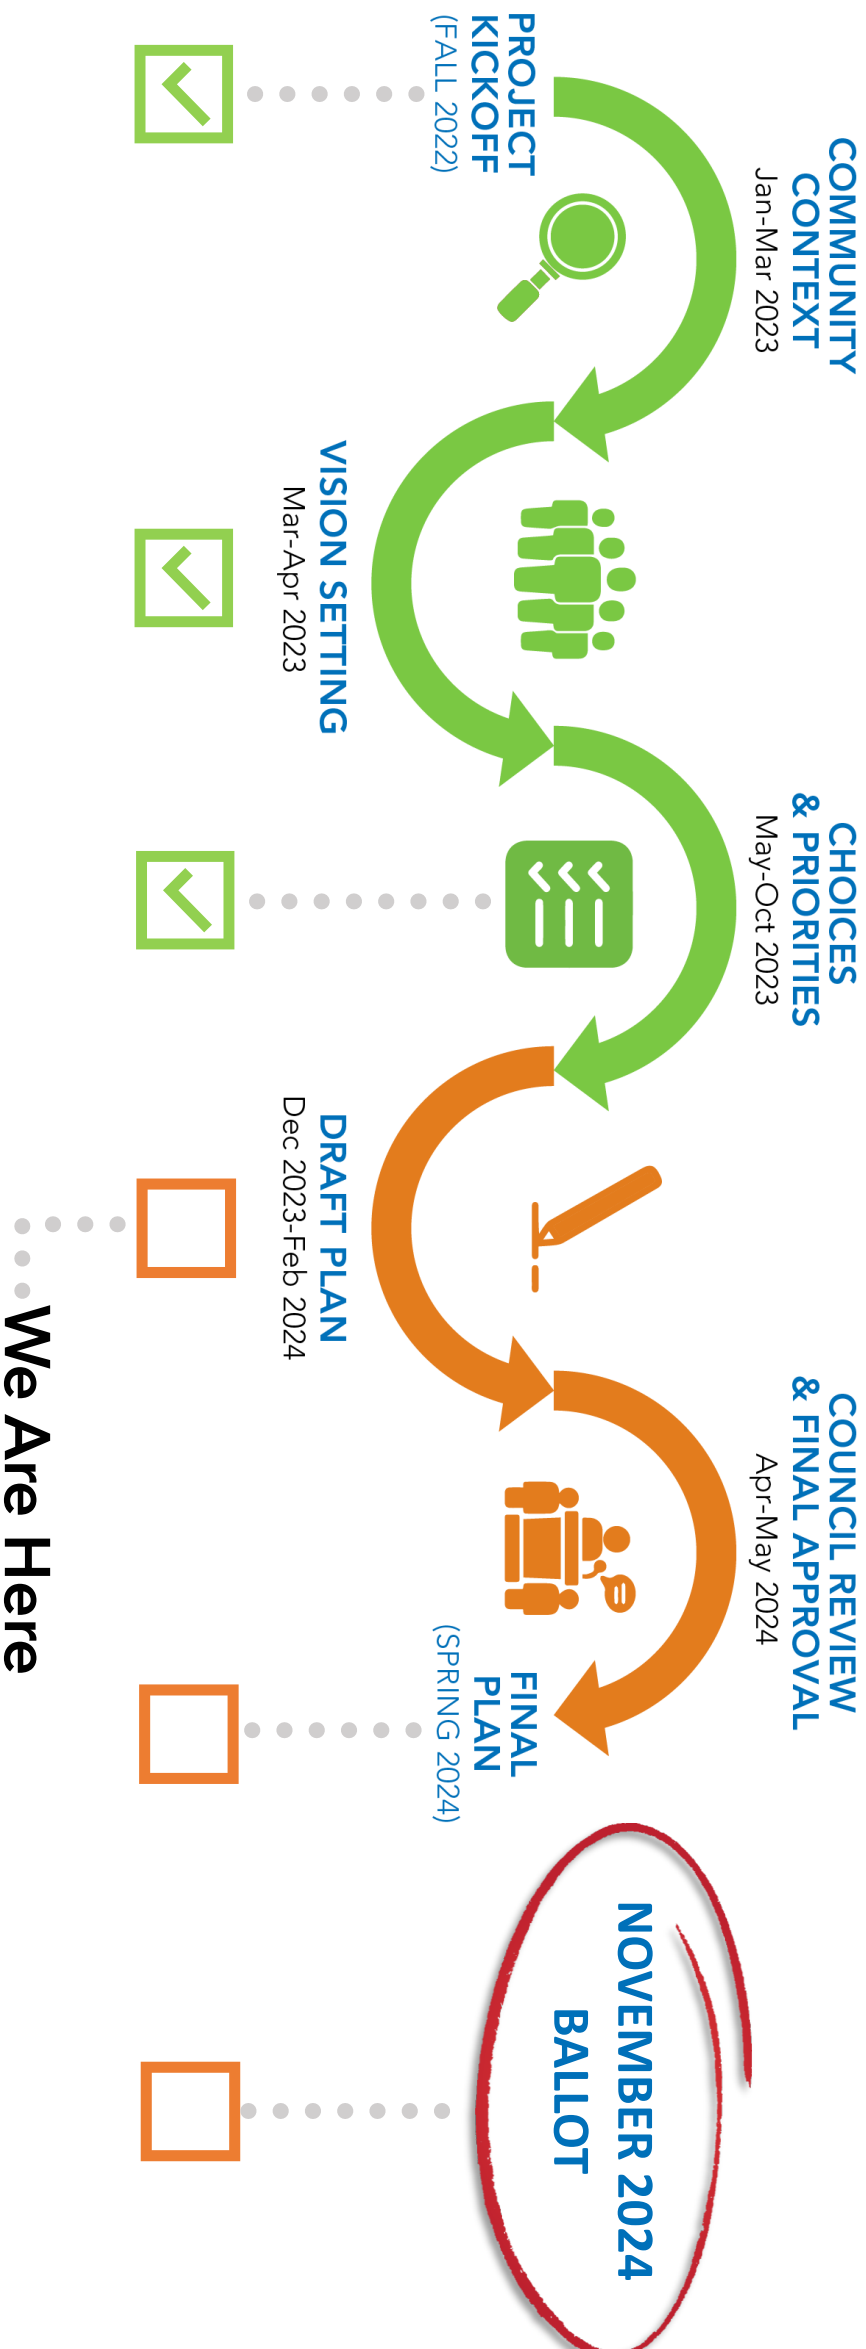 COMMUNITY
CONTEXT
Jan-Mar 2023
PROJECT
KICKOFF
(FALL 2022)
VISION SETTING
Mar-Apr 2023
CHOICES
& PRIORITIES
May-Oct 2023
DRAFT PLAN
Dec 2023-Feb 2024
We Are Here
COUNCIL REVIEW
& FINAL APPROVAL
Apr-May 2024
FINAL
PLAN
(SPRING 2024)
NOVEMBER 2024
BALLOT